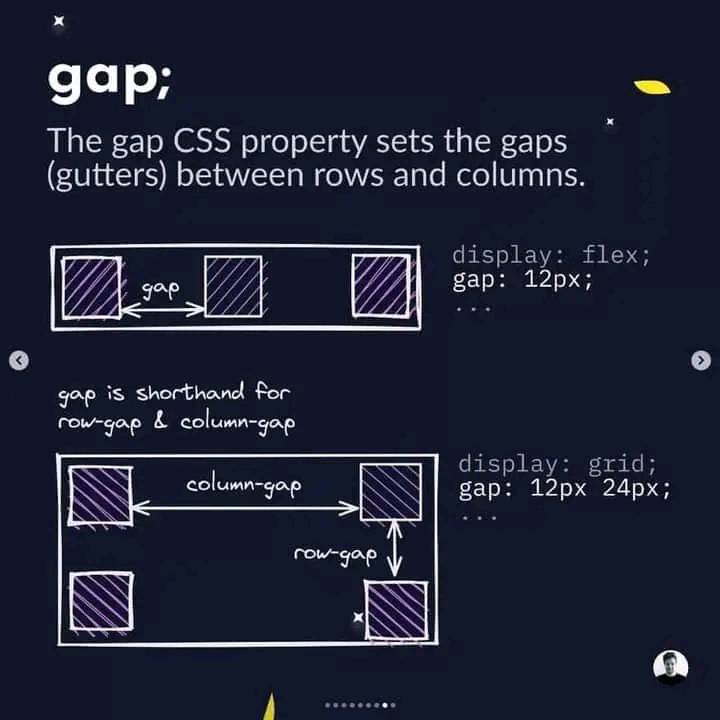 gap;
The gap CSS property sets the gaps
(gutters) between rows and columns.
gap
display: flex;
gap: 12px;
...
gap is shorthand for
row-gap & column-gap
column-gap
row-gap
display: grid;
gap: 12px 24px;
...